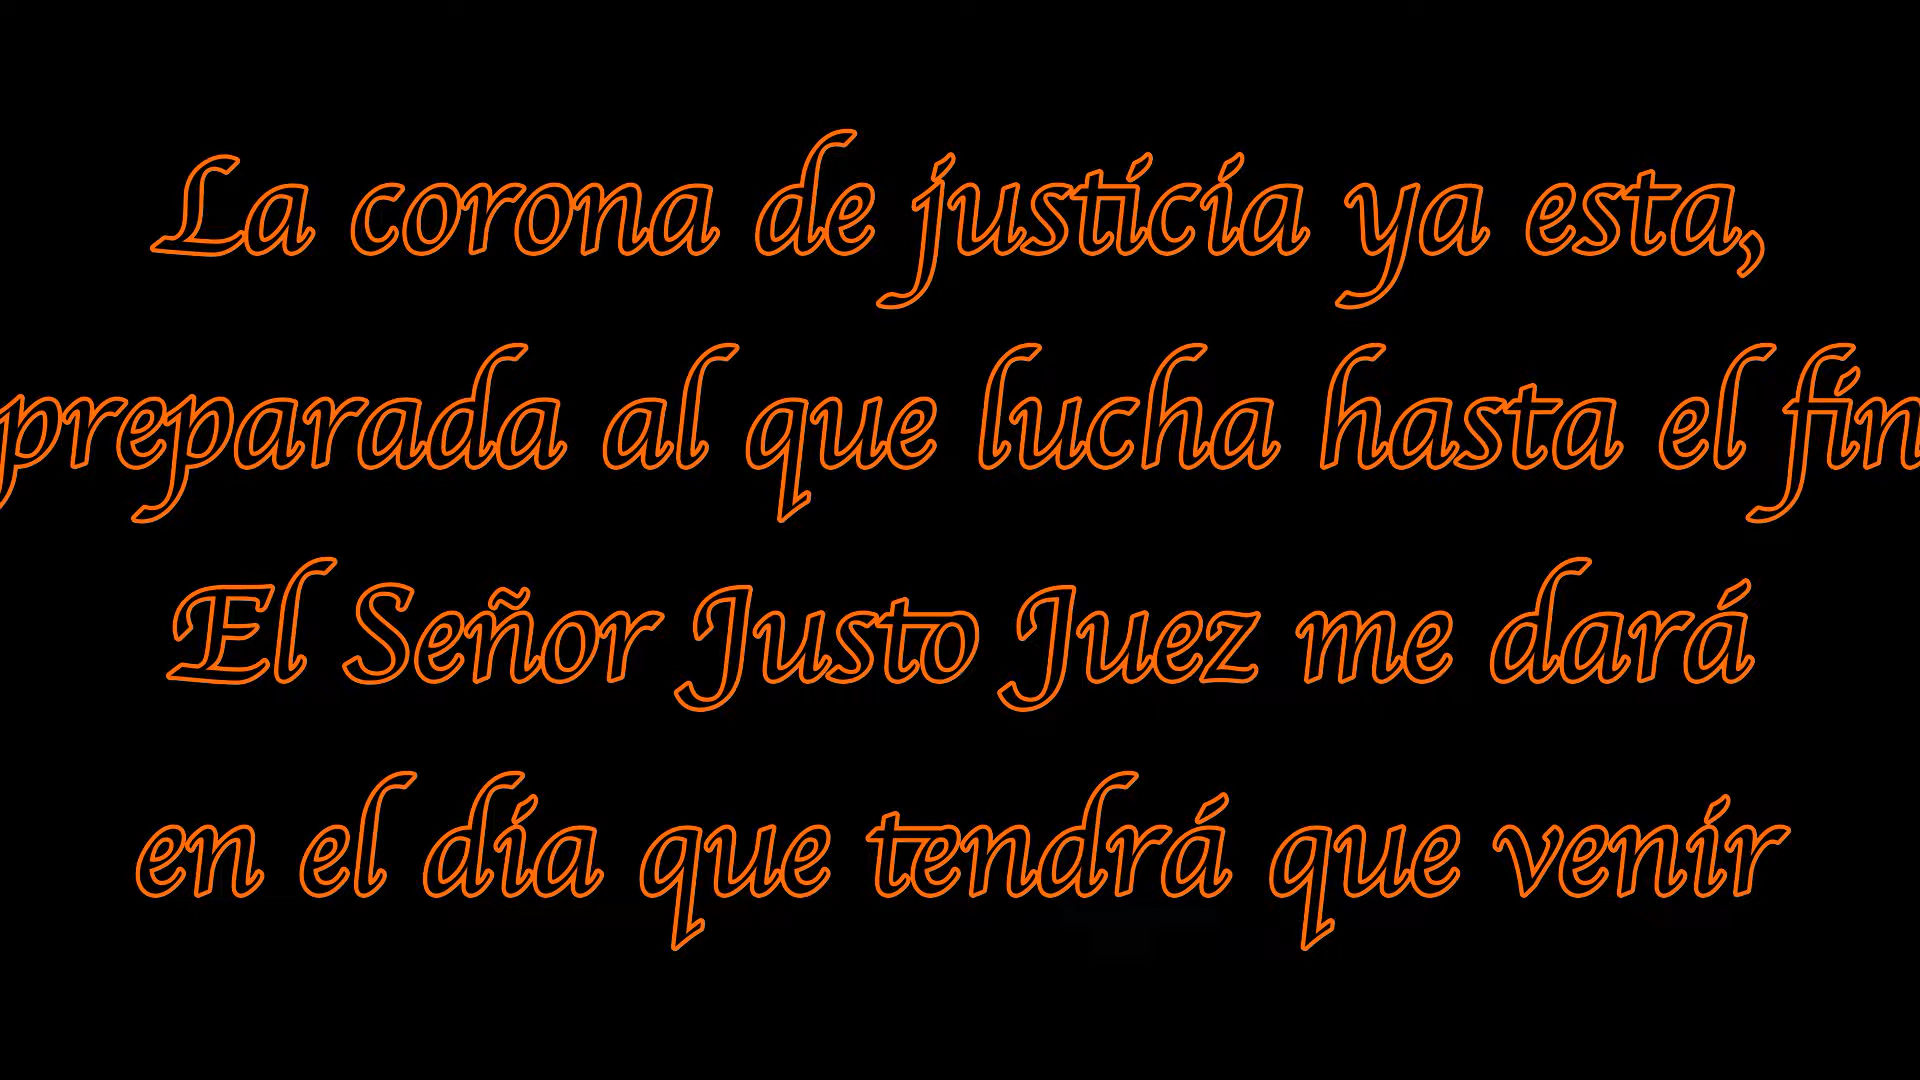 La corona de justicia ya esta,
preparada al que lucha hasta el fin
El Señor Justo Juez me dará
en el día que tendrá que venir